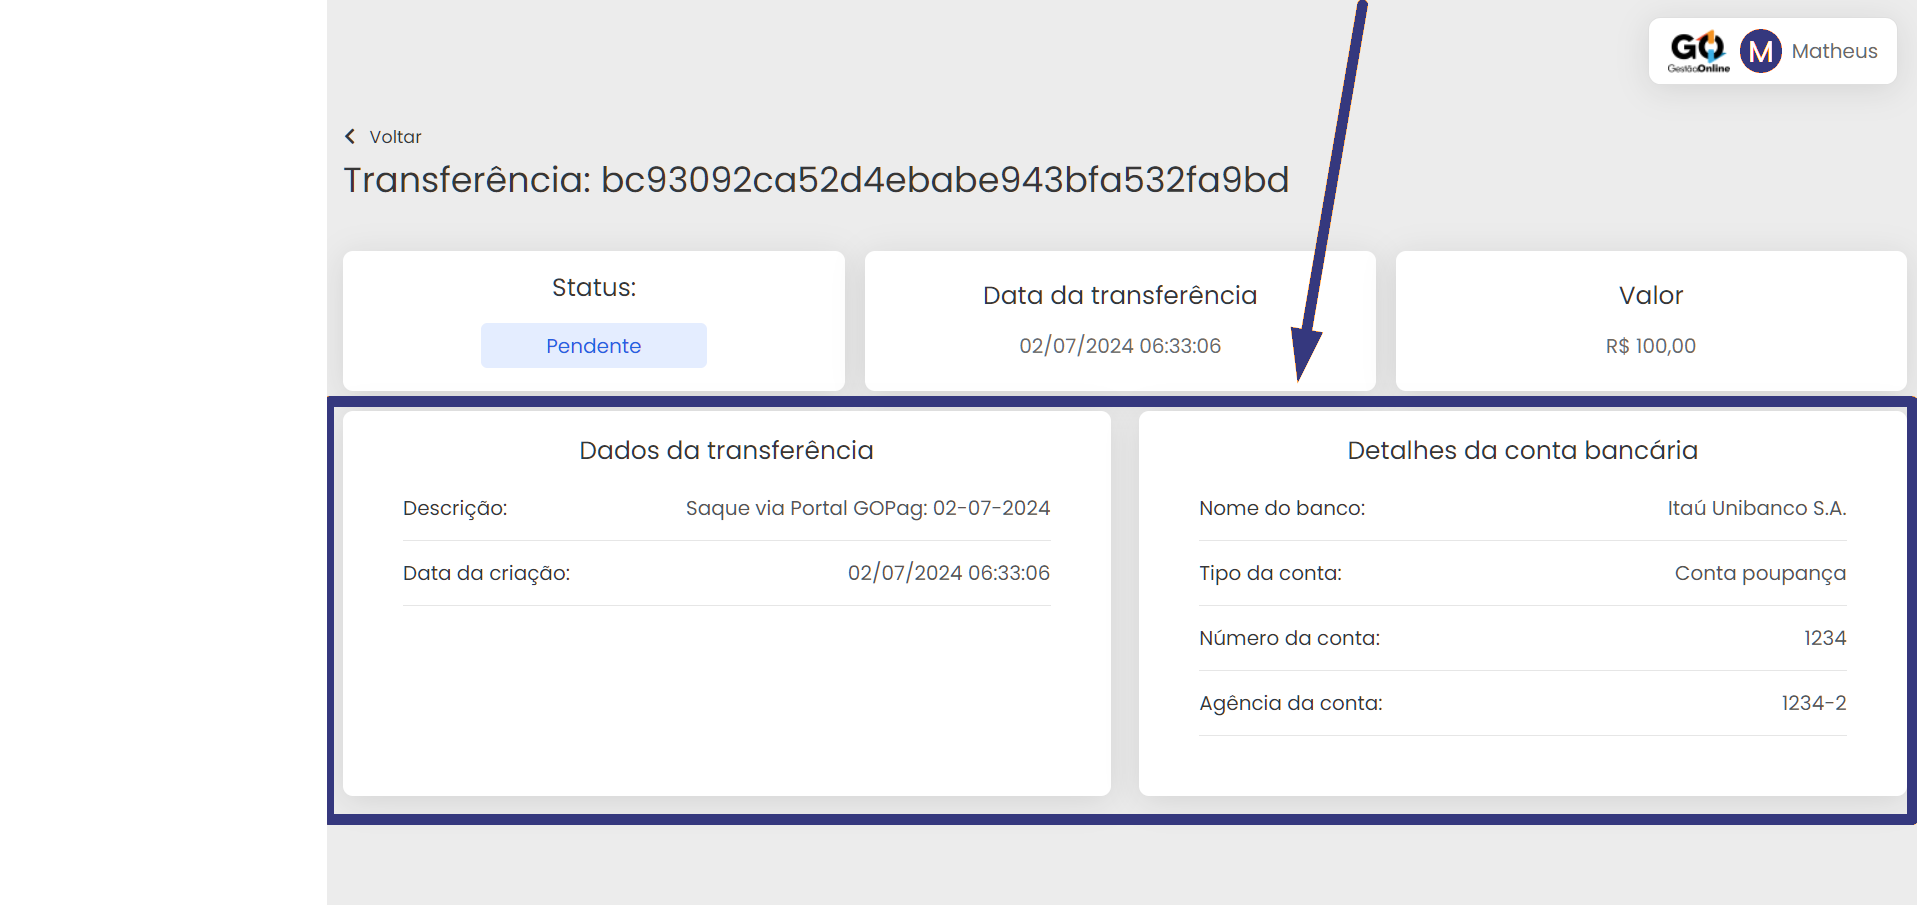 GO
GestãoOnline
M Matheus
Voltar
Transferência: bc93092ca52d4ebabe943bfa532fa9bd
Status:
Pendente
Data da transferência
02/07/2024 06:33:06
Valor
R$ 100,00
Dados da transferência
Descrição: Saque via Portal GOPag: 02-07-2024
Data da criação: 02/07/2024 06:33:06
Detalhes da conta bancária
Nome do banco: Itaú Unibanco S.A.
Tipo da conta: Conta poupança
Número da conta: 1234
Agência da conta: 1234-2